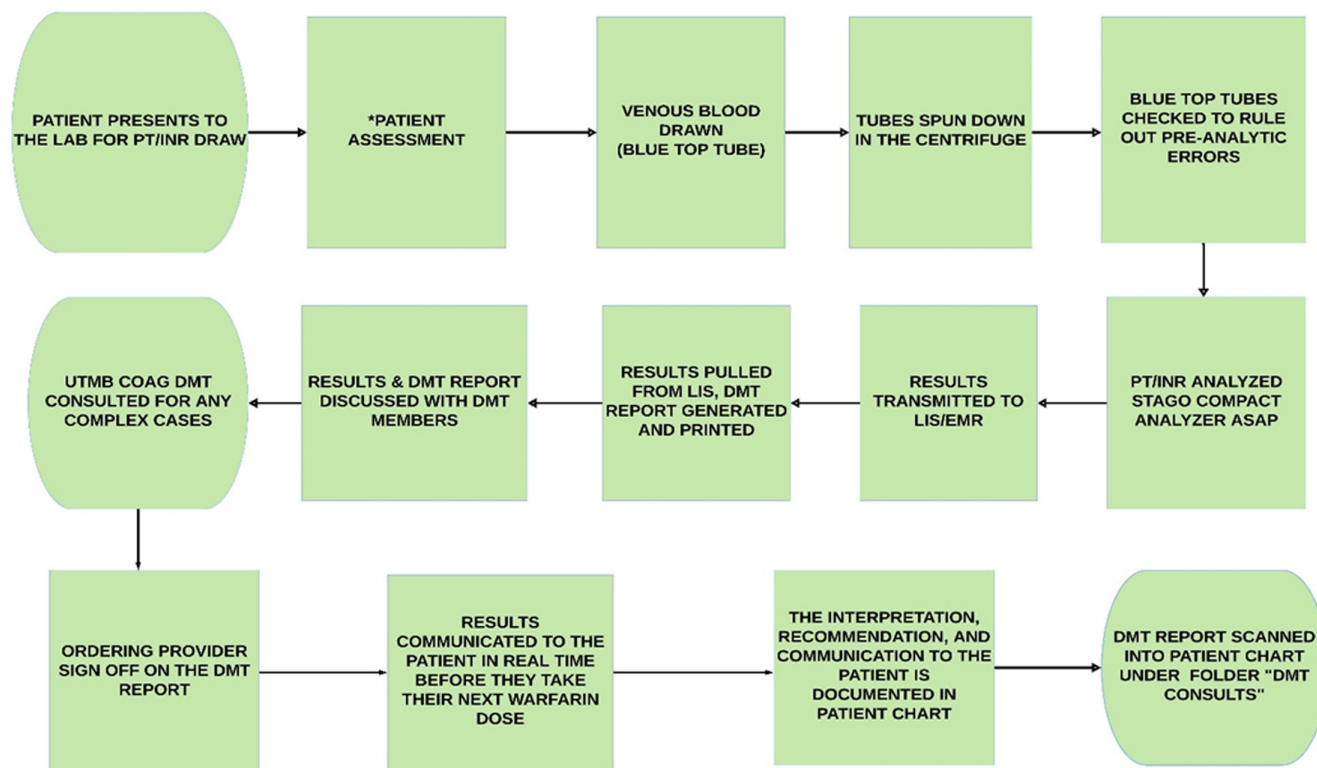 PATIENT PRESENTS TO
THE LAB FOR PT/INR DRAW
*PATIENT
ASSESSMENT
VENOUS BLOOD
DRAWN
(BLUE TOP TUBE)
TUBES SPUN DOWN
IN THE CENTRIFUGE
BLUE TOP TUBES
CHECKED TO RULE
OUT PRE-ANALYTIC
ERRORS
PT/INR ANALYZED
STAGO COMPACT
ANALYZER ASAP
RESULTS
TRANSMITTED TO
LIS/EMR
RESULTS PULLED
FROM LIS, DMT
REPORT GENERATED
AND PRINTED
RESULTS & DMT REPORT
DISCUSSED WITH DMT
MEMBERS
UTMB COAG DMT
CONSULTED FOR ANY
COMPLEX CASES
ORDERING PROVIDER
SIGN OFF ON THE DMT
REPORT
RESULTS
COMMUNICATED TO THE
PATIENT IN REAL TIME
BEFORE THEY TAKE
THEIR NEXT WARFARIN
DOSE
THE INTERPRETATION,
RECOMMENDATION, AND
COMMUNICATION TO THE
PATIENT IS
DOCUMENTED IN
PATIENT CHART
DMT REPORT SCANNED
INTO PATIENT CHART
UNDER FOLDER "DMT
CONSULTS"